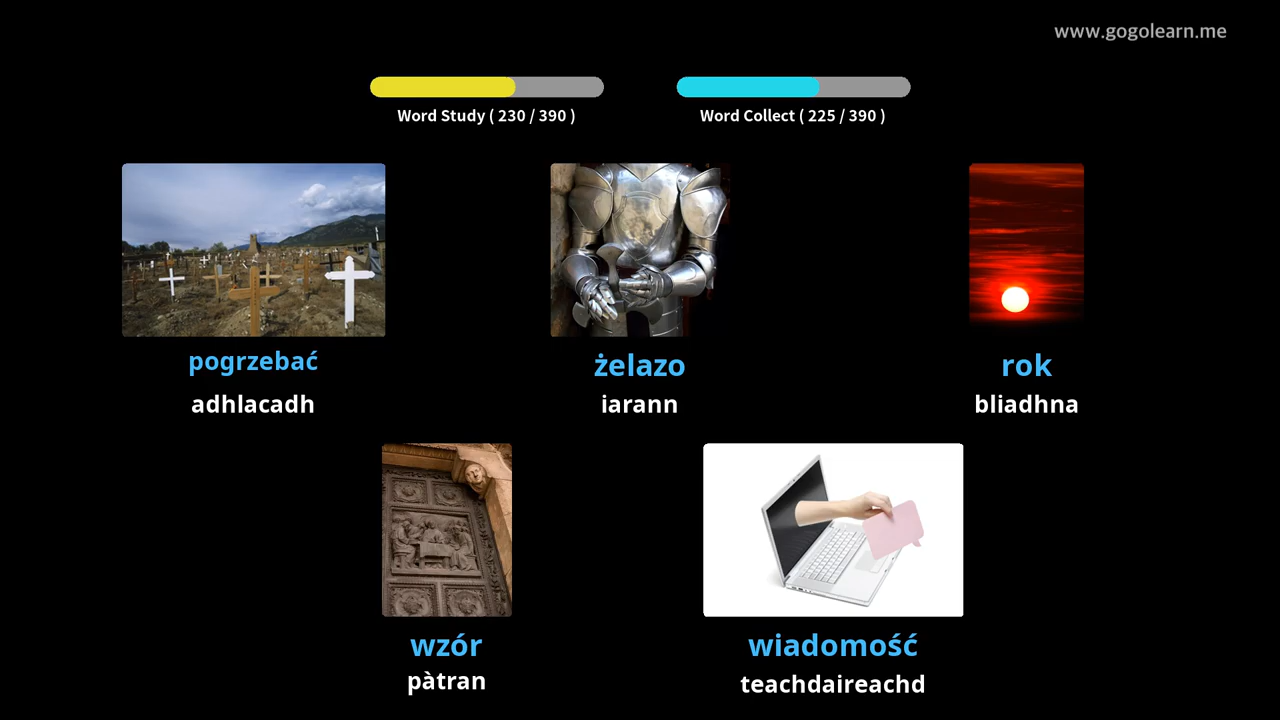 www.gogolearn.me
Word Study ( 230 / 390 )
Word Collect ( 225 / 390 )
pogrzebać
adhlacadh
żelazo
iarann
rok
bliadhna
wzór
pàtran
wiadomość
teachdaireachd